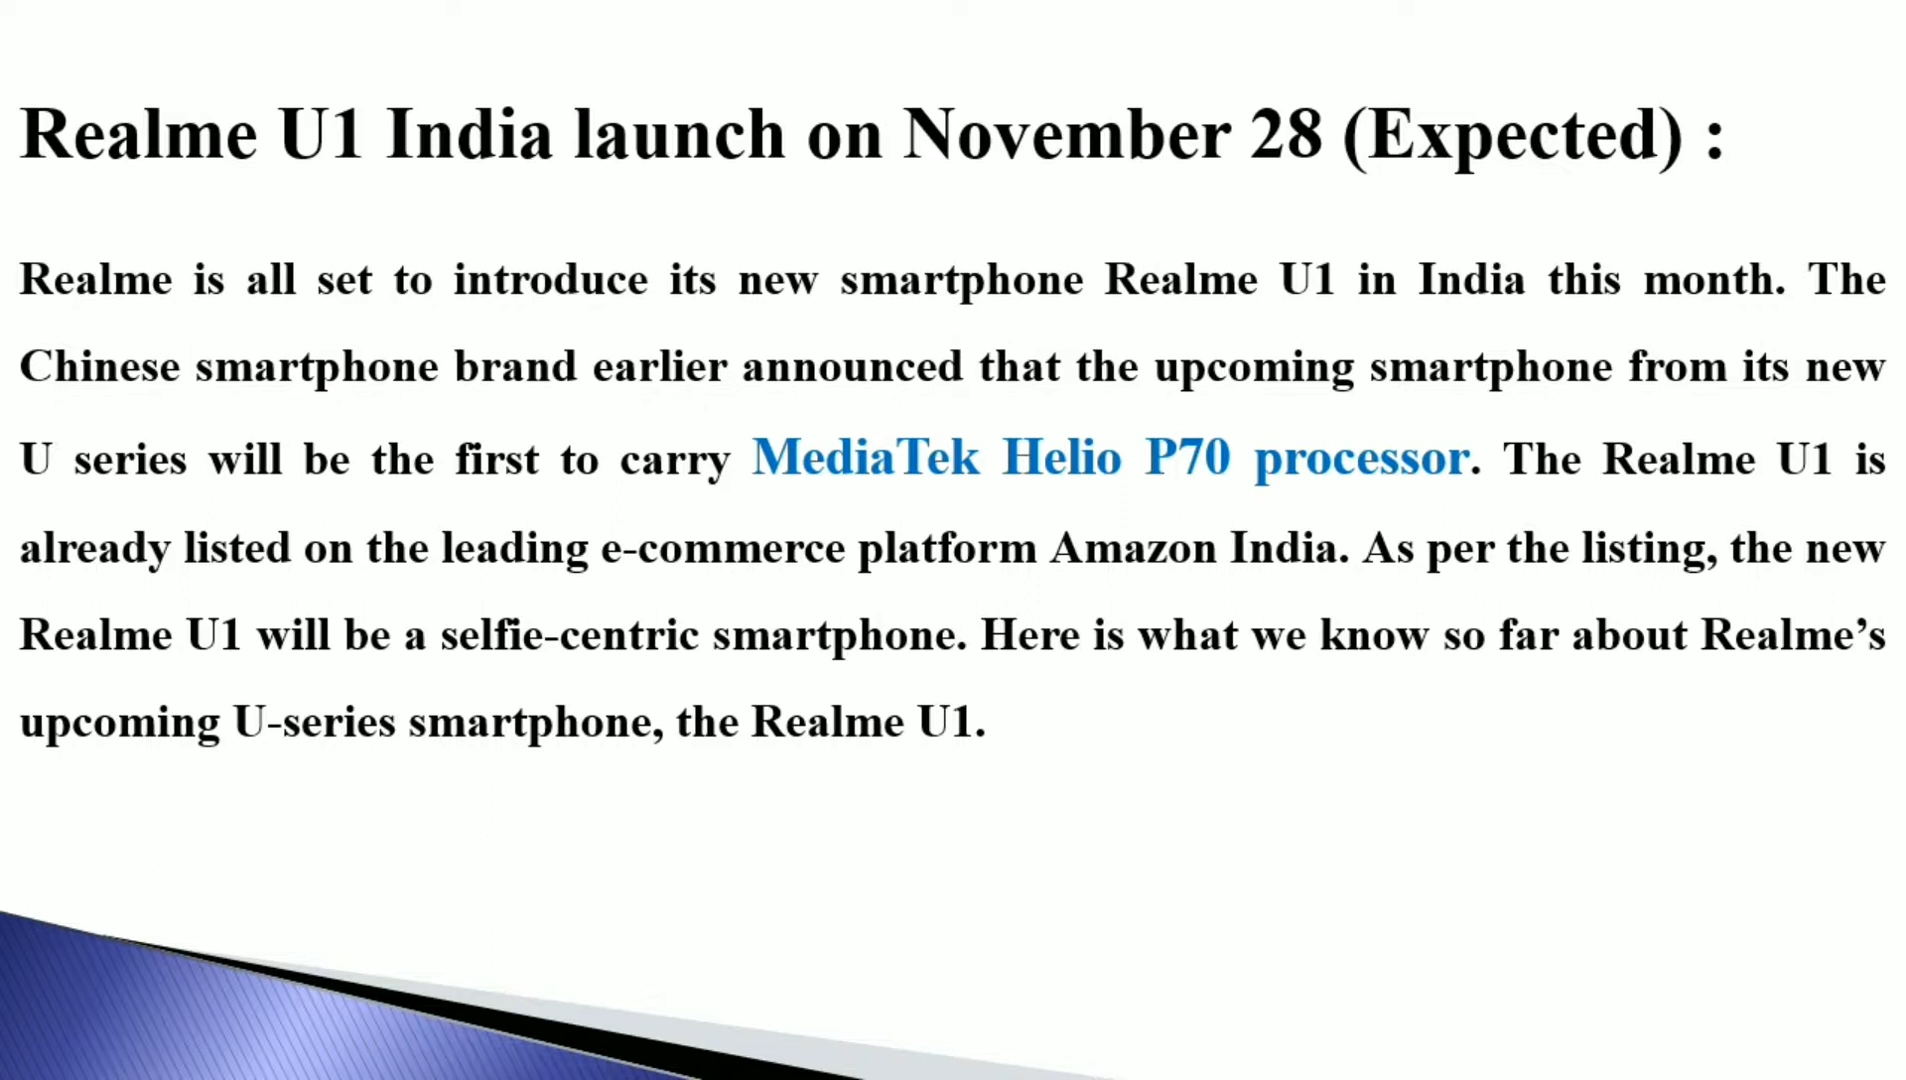 Realme U1 India launch on November 28 (Expected) :
Realme is all set to introduce its new smartphone Realme U1 in India this month. The
Chinese smartphone brand earlier announced that the upcoming smartphone from its new
U series will be the first to carry MediaTek Helio P70 processor. The Realme U1 is
already listed on the leading e-commerce platform Amazon India. As per the listing, the new
Realme U1 will be a selfie-centric smartphone. Here is what we know so far about Realme’s
upcoming U-series smartphone, the Realme U1.